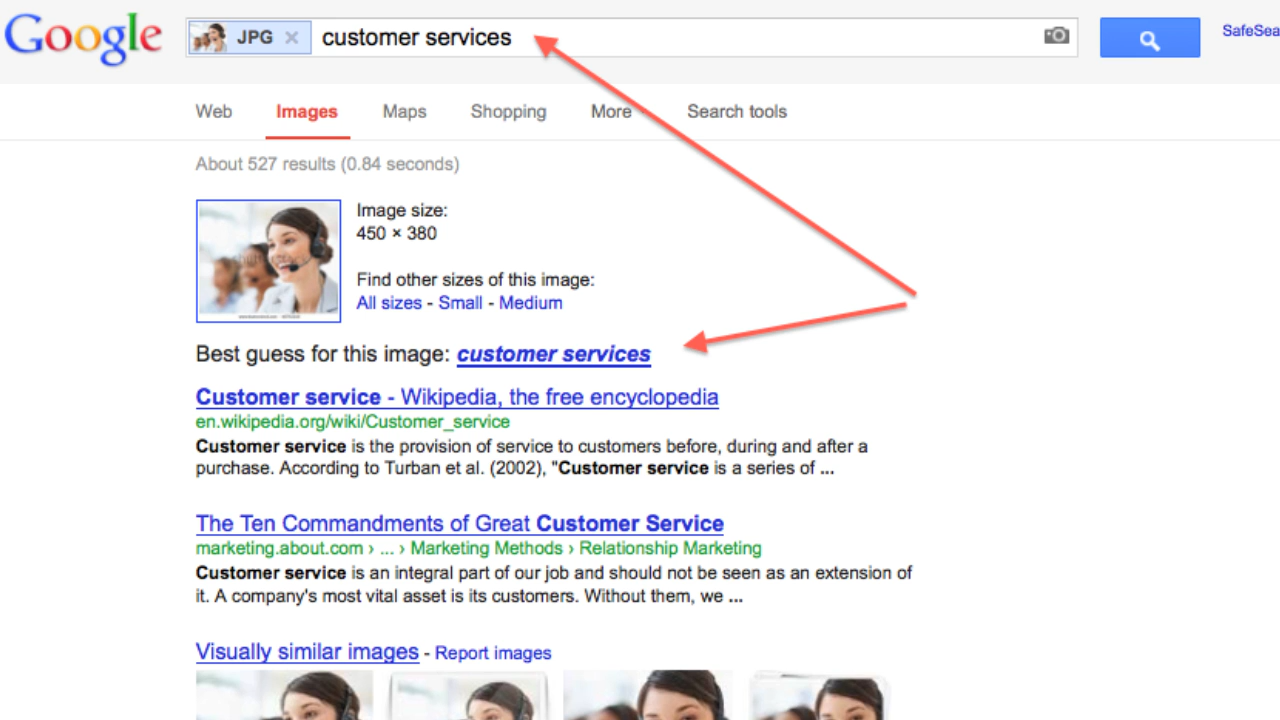 Google
JPG × customer services
SafeSea
Web Images Maps Shopping More Search tools
About 527 results (0.84 seconds)
Image size:
450 × 380
Find other sizes of this image:
All sizes - Small - Medium
Best guess for this image: customer services
Customer service - Wikipedia, the free encyclopedia
en.wikipedia.org/wiki/Customer_service
Customer service is the provision of service to customers before, during and after a
purchase. According to Turban et al. (2002), "Customer service is a series of ...
The Ten Commandments of Great Customer Service
marketing.about.com › ... › Marketing Methods › Relationship Marketing
Customer service is an integral part of our job and should not be seen as an extension of
it. A company's most vital asset is its customers. Without them, we ...
Visually similar images - Report images